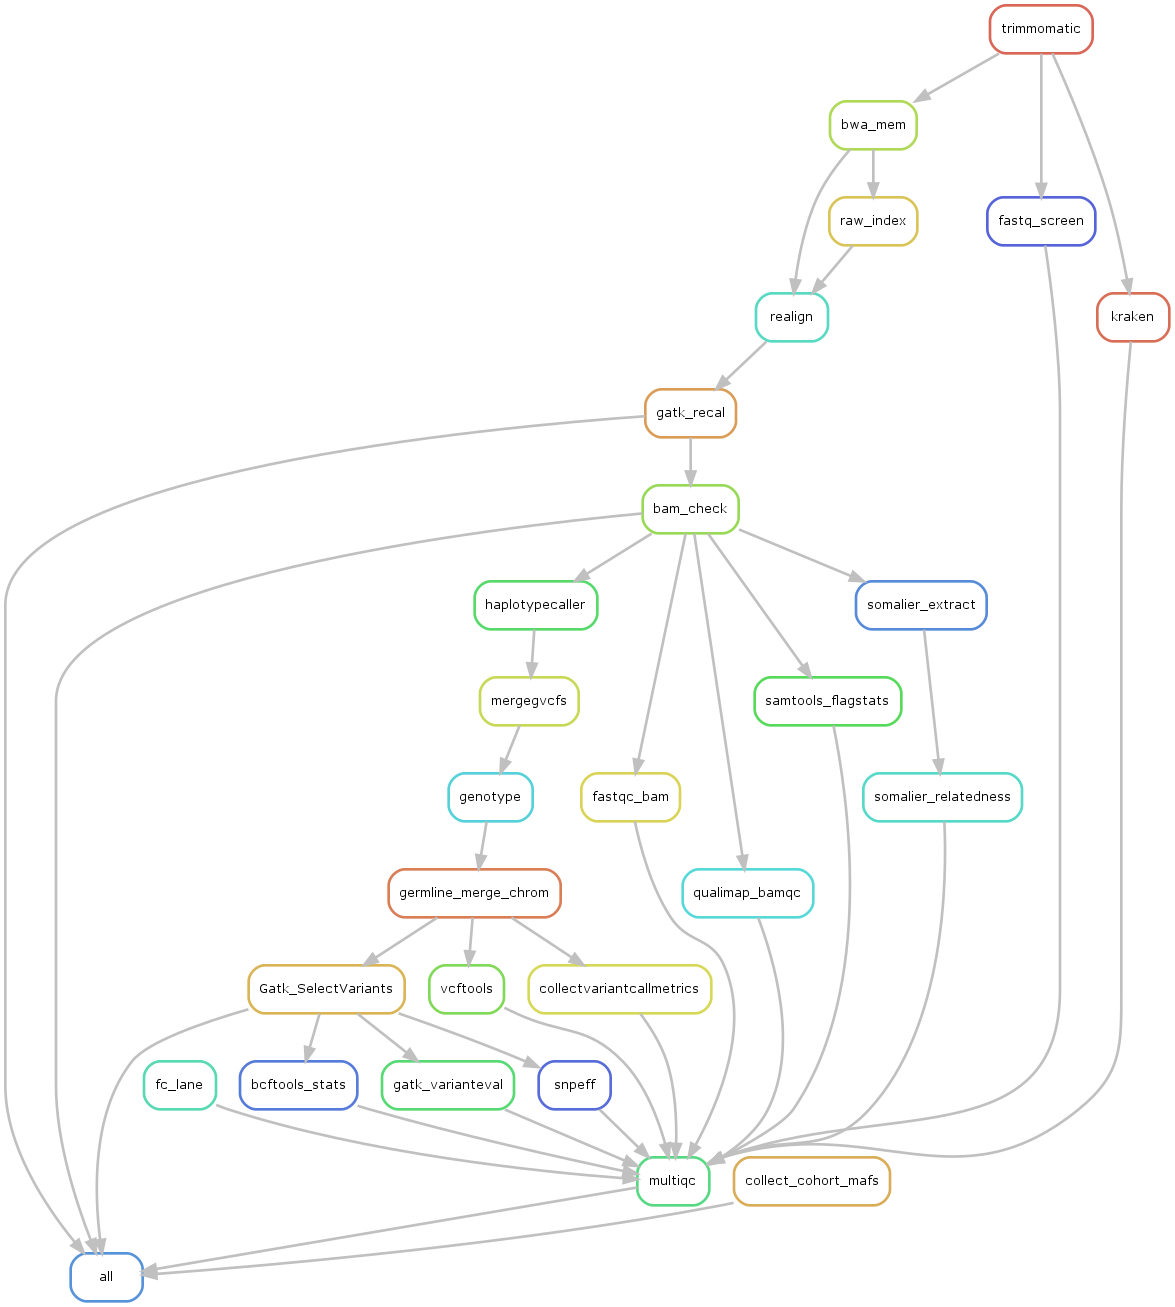 trimmomatic
bwa_mem
raw_index
fastq_screen
realign
kraken
gatk_recal
bam_check
haplotypecaller
somalier_extract
mergegvcfs
samtools_flagstats
genotype
fastqc_bam
somalier_relatedness
germline_merge_chrom
qualimap_bamqc
Gatk_SelectVariants
vcftools
collectvariantcallmetrics
fc_lane
bcftools_stats
gatk_varianteval
snpeff
multiqc
collect_cohort_mafs
all